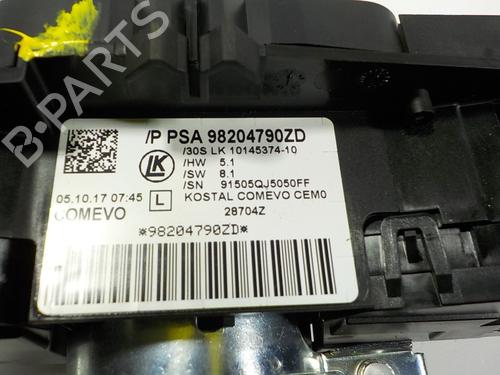 /P PSA 98204790ZD
/30S LK 10145374-10
/HW 5.1
/SW 8.1
/SN 91505QJ5050FF
LK
05.10.17 07:45
L
KOSTAL COMEVO CEM0
COMEVO
28704Z
*98204790ZD*
B-PARTS